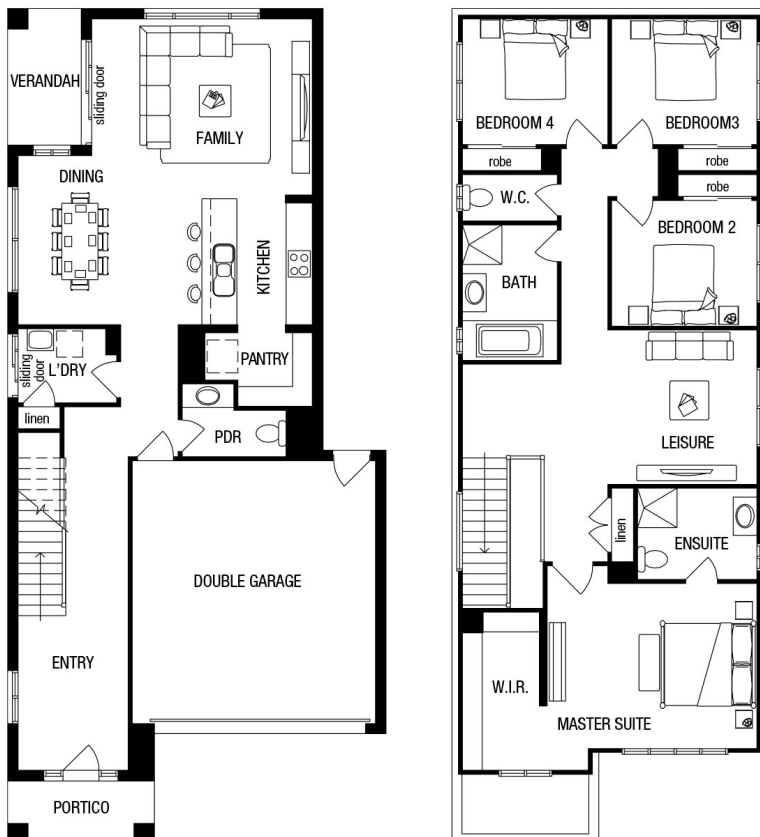 VERANDAH
sliding door
FAMILY
DINING
KITCHEN
sliding door
L'DRY
PANTRY
linen
PDR
DOUBLE GARAGE
ENTRY
PORTICO
BEDROOM 4
BEDROOM3
robe
robe
robe
W.C.
BEDROOM 2
BATH
LEISURE
linen
ENSUITE
W.I.R.
MASTER SUITE